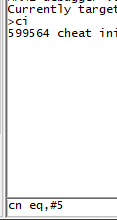 Currently target
>ci
599564 cheat ini
cn eq,#5